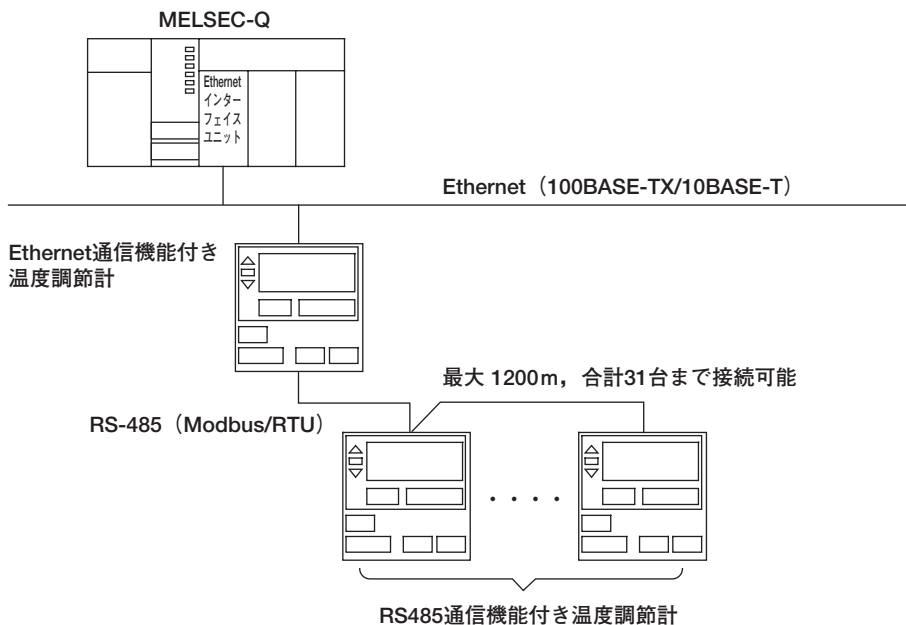 MELSEC-Q
Ethernet
インター
フェイス
ユニット
Ethernet（100BASE-TX/10BASE-T）
Ethernet通信機能付き
温度調節計
最大 1200m，合計31台まで接続可能
RS-485（Modbus/RTU）
・・・・
RS485通信機能付き温度調節計